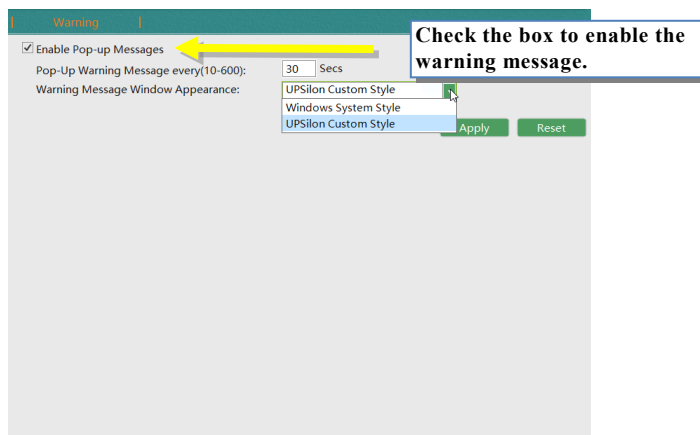 Warning
Check the box to enable the
warning message.
Enable Pop-up Messages
Pop-Up Warning Message every(10-600): 30 Secs
Warning Message Window Appearance: UPSilon Custom Style
Windows System Style
UPSilon Custom Style
Apply Reset